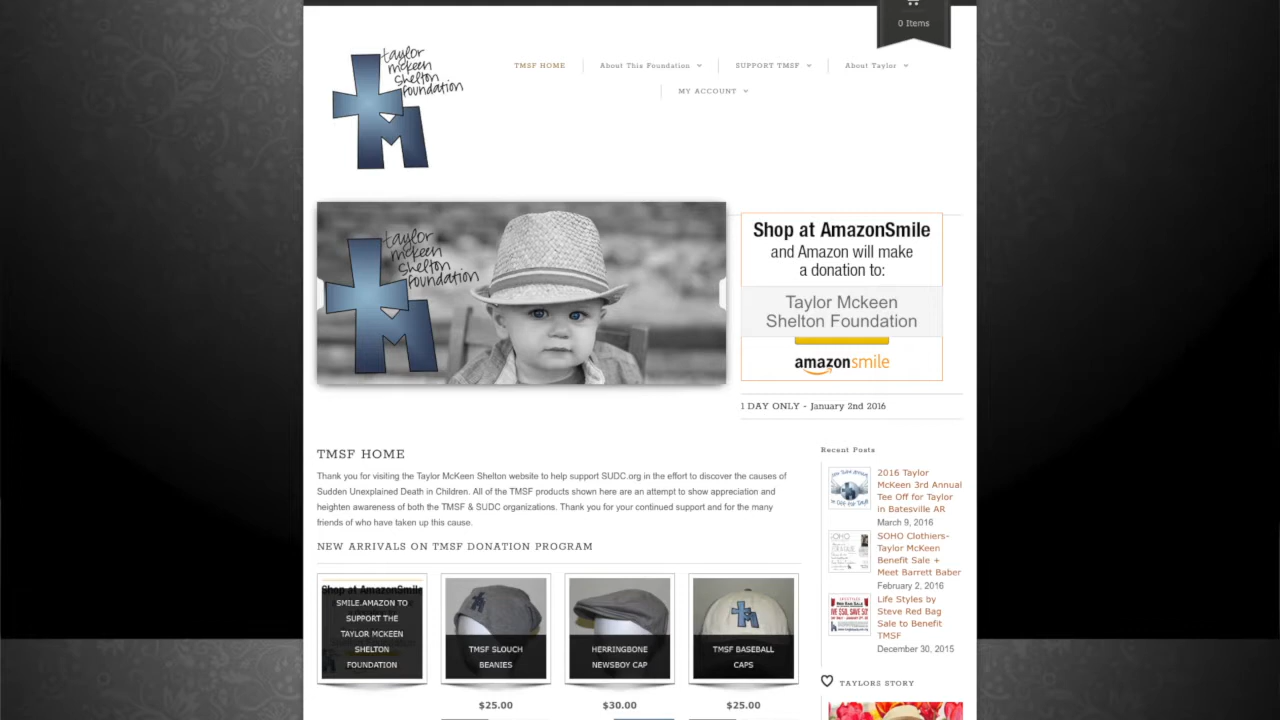 0 Items
taylor
mckeen
shelton
foundation
TMSF HOME
About This Foundation
SUPPORT TMSF
About Taylor
MY ACCOUNT
taylor
mckeen
shelton
foundation
Shop at AmazonSmile
and Amazon will make
a donation to:
Taylor Mckeen
Shelton Foundation
amazonsmile
1 DAY ONLY - January 2nd 2016
TMSF HOME
Thank you for visiting the Taylor McKeen Shelton website to help support SUDC.org in the effort to discover the causes of
Sudden Unexplained Death in Children. All of the TMSF products shown here are an attempt to show appreciation and
heighten awareness of both the TMSF & SUDC organizations. Thank you for your continued support and for the many
friends of who have taken up this cause.
NEW ARRIVALS ON TMSF DONATION PROGRAM
Shop at AmazonSmile
SMILE.AMAZON TO
SUPPORT THE
TAYLOR MCKEEN
SHELTON
FOUNDATION
TMSF SLOUCH
BEANIES
$25.00
HERRINGBONE
NEWSBOY CAP
$30.00
TMSF BASEBALL
CAPS
$25.00
Recent Posts
2016 Taylor
McKeen 3rd Annual
Tee Off for Taylor
in Batesville AR
March 9, 2016
SOHO
SOHO Clothiers-
Taylor McKeen
Benefit Sale +
Meet Barrett Baber
February 2, 2016
RED BAG SALE
Life Styles by
Steve Red Bag
Sale to Benefit
TMSF
December 30, 2015
TAYLORS STORY